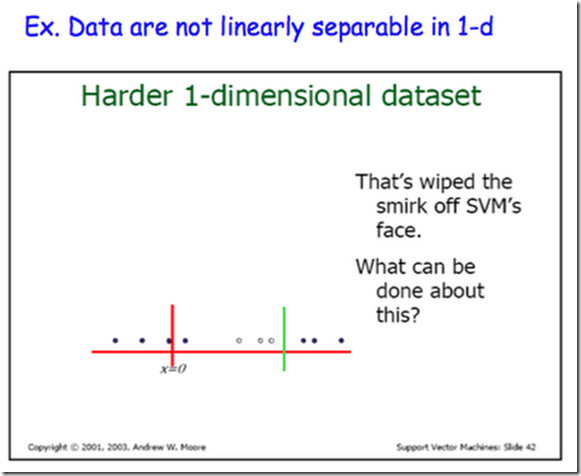 Ex. Data are not linearly separable in 1-d
Harder 1-dimensional dataset
That's wiped the
smirk off SVM's
face.
What can be
done about
this?
x=0
Copyright © 2001, 2003, Andrew W. Moore
Support Vector Machines: Slide 42